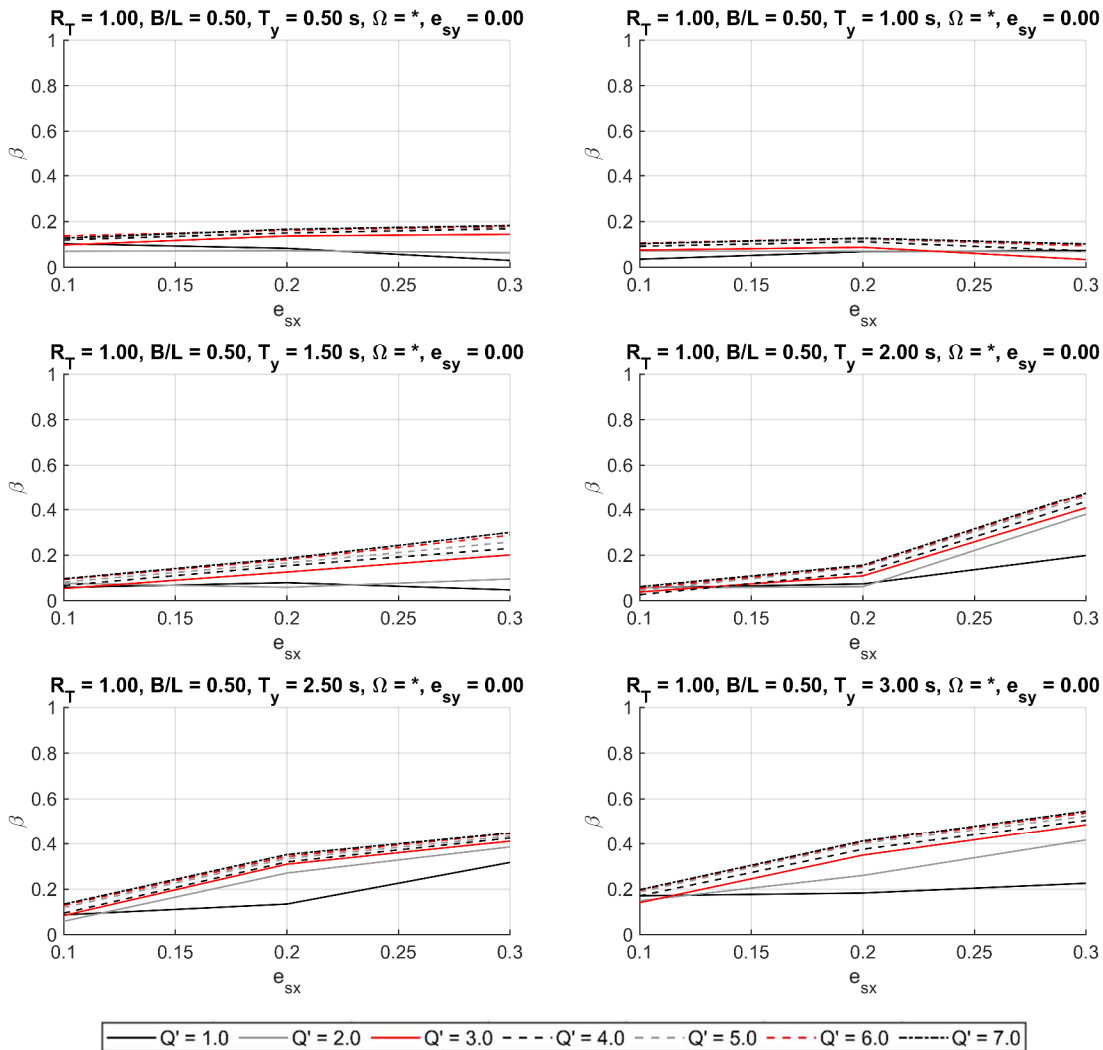 R_T = 1.00, B/L = 0.50, T_y = 0.50 s, Ω = *, e_sy = 0.00
1
0.8
0.6
β
0.4
0.2
0
0.1 0.15 0.2 0.25 0.3
e_sx
R_T = 1.00, B/L = 0.50, T_y = 1.00 s, Ω = *, e_sy = 0.00
1
0.8
0.6
β
0.4
0.2
0
0.1 0.15 0.2 0.25 0.3
e_sx
R_T = 1.00, B/L = 0.50, T_y = 1.50 s, Ω = *, e_sy = 0.00
1
0.8
0.6
β
0.4
0.2
0
0.1 0.15 0.2 0.25 0.3
e_sx
R_T = 1.00, B/L = 0.50, T_y = 2.00 s, Ω = *, e_sy = 0.00
1
0.8
0.6
β
0.4
0.2
0
0.1 0.15 0.2 0.25 0.3
e_sx
R_T = 1.00, B/L = 0.50, T_y = 2.50 s, Ω = *, e_sy = 0.00
1
0.8
0.6
β
0.4
0.2
0
0.1 0.15 0.2 0.25 0.3
e_sx
R_T = 1.00, B/L = 0.50, T_y = 3.00 s, Ω = *, e_sy = 0.00
1
0.8
0.6
β
0.4
0.2
0
0.1 0.15 0.2 0.25 0.3
e_sx
Q' = 1.0 Q' = 2.0 Q' = 3.0 Q' = 4.0 Q' = 5.0 Q' = 6.0 Q' = 7.0